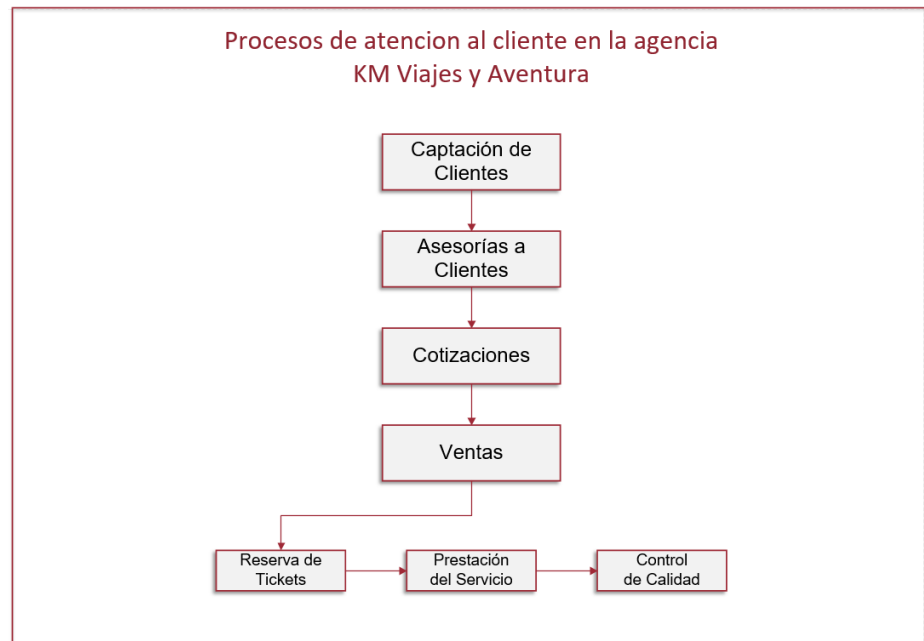 Procesos de atencion al cliente en la agencia
KM Viajes y Aventura
Captación de
Clientes
Asesorías a
Clientes
Cotizaciones
Ventas
Reserva de
Tickets
Prestación
del Servicio
Control
de Calidad